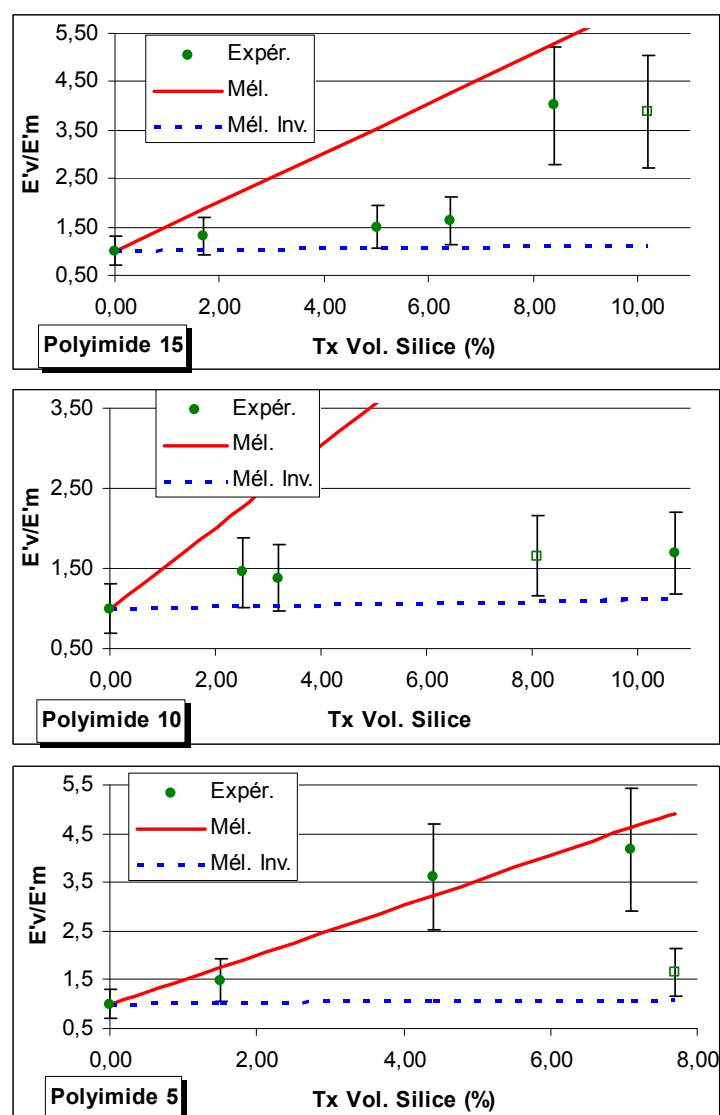 5,50
4,50
3,50
2,50
1,50
0,50
E'v/E'm
Expér.
Mél.
Mél. Inv.
0,00 2,00 4,00 6,00 8,00 10,00
Polyimide 15
Tx Vol. Silice (%)
3,50
2,50
1,50
0,50
E'v/E'm
Expér.
Mél.
Mél. Inv.
0,00 2,00 4,00 6,00 8,00 10,00
Polyimide 10
Tx Vol. Silice
5,5
4,5
3,5
2,5
1,5
0,5
E'v/E'm
Expér.
Mél.
Mél. Inv.
0,00 2,00 4,00 6,00 8,00
Polyimide 5
Tx Vol. Silice (%)